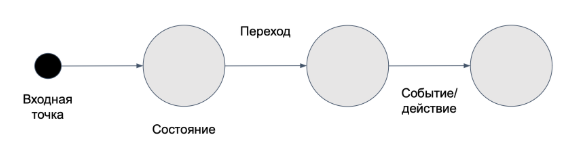 Переход
Входная
точка
Состояние
Событие/
действие